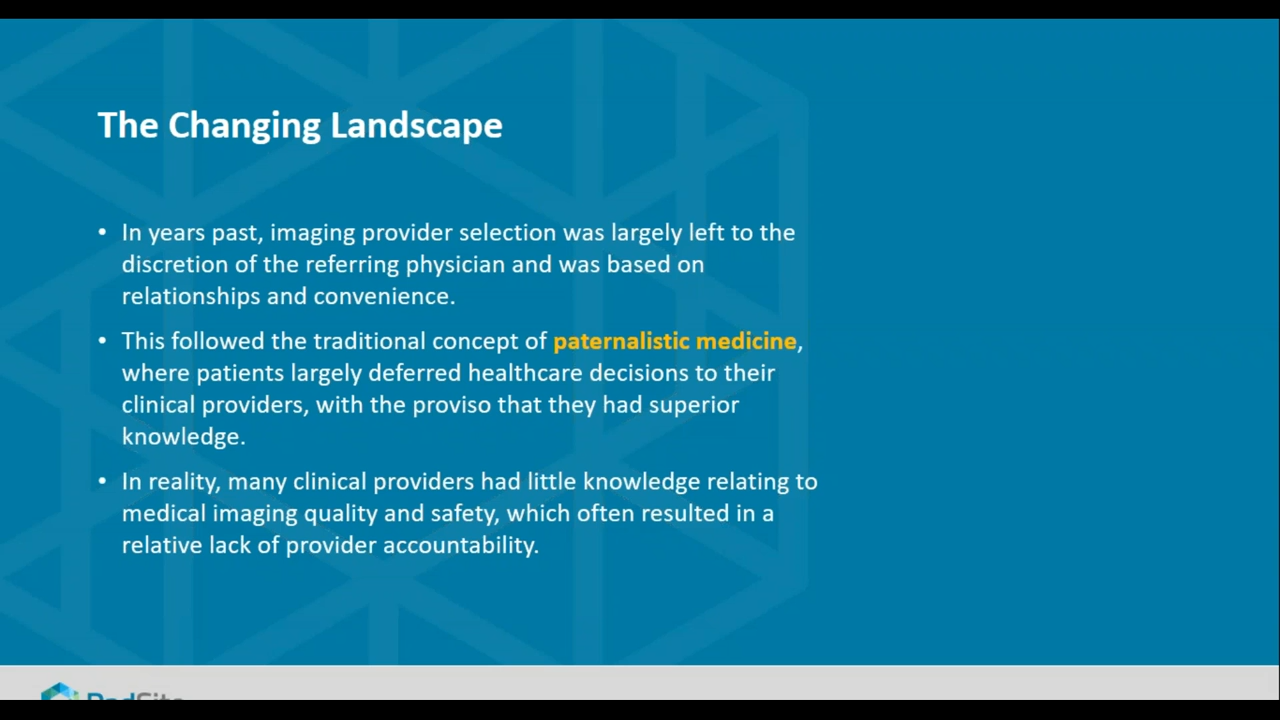 The Changing Landscape
• In years past, imaging provider selection was largely left to the
discretion of the referring physician and was based on
relationships and convenience.
• This followed the traditional concept of paternalistic medicine,
where patients largely deferred healthcare decisions to their
clinical providers, with the proviso that they had superior
knowledge.
• In reality, many clinical providers had little knowledge relating to
medical imaging quality and safety, which often resulted in a
relative lack of provider accountability.